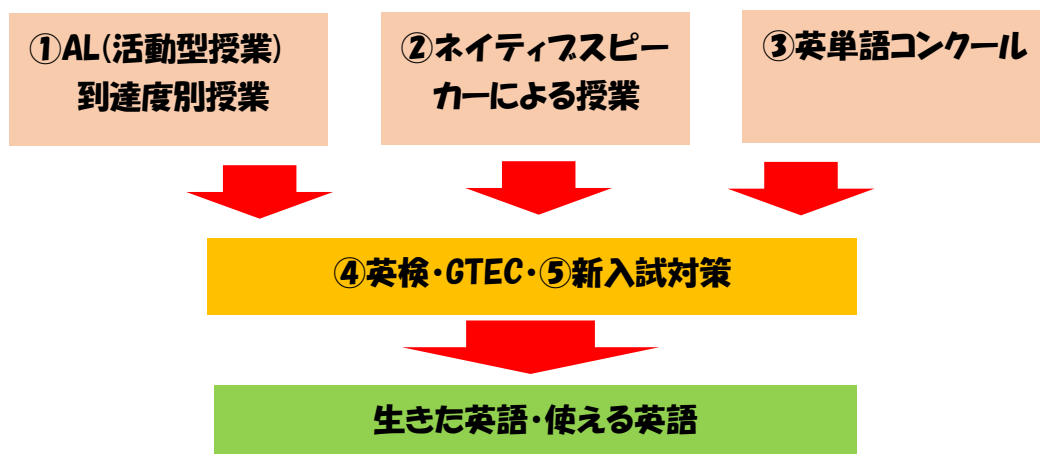 ①AL(活動型授業)
到達度別授業
②ネイティブスピー
カーによる授業
③英単語コンクール
④英検・GTEC・⑤新入試対策
生きた英語・使える英語